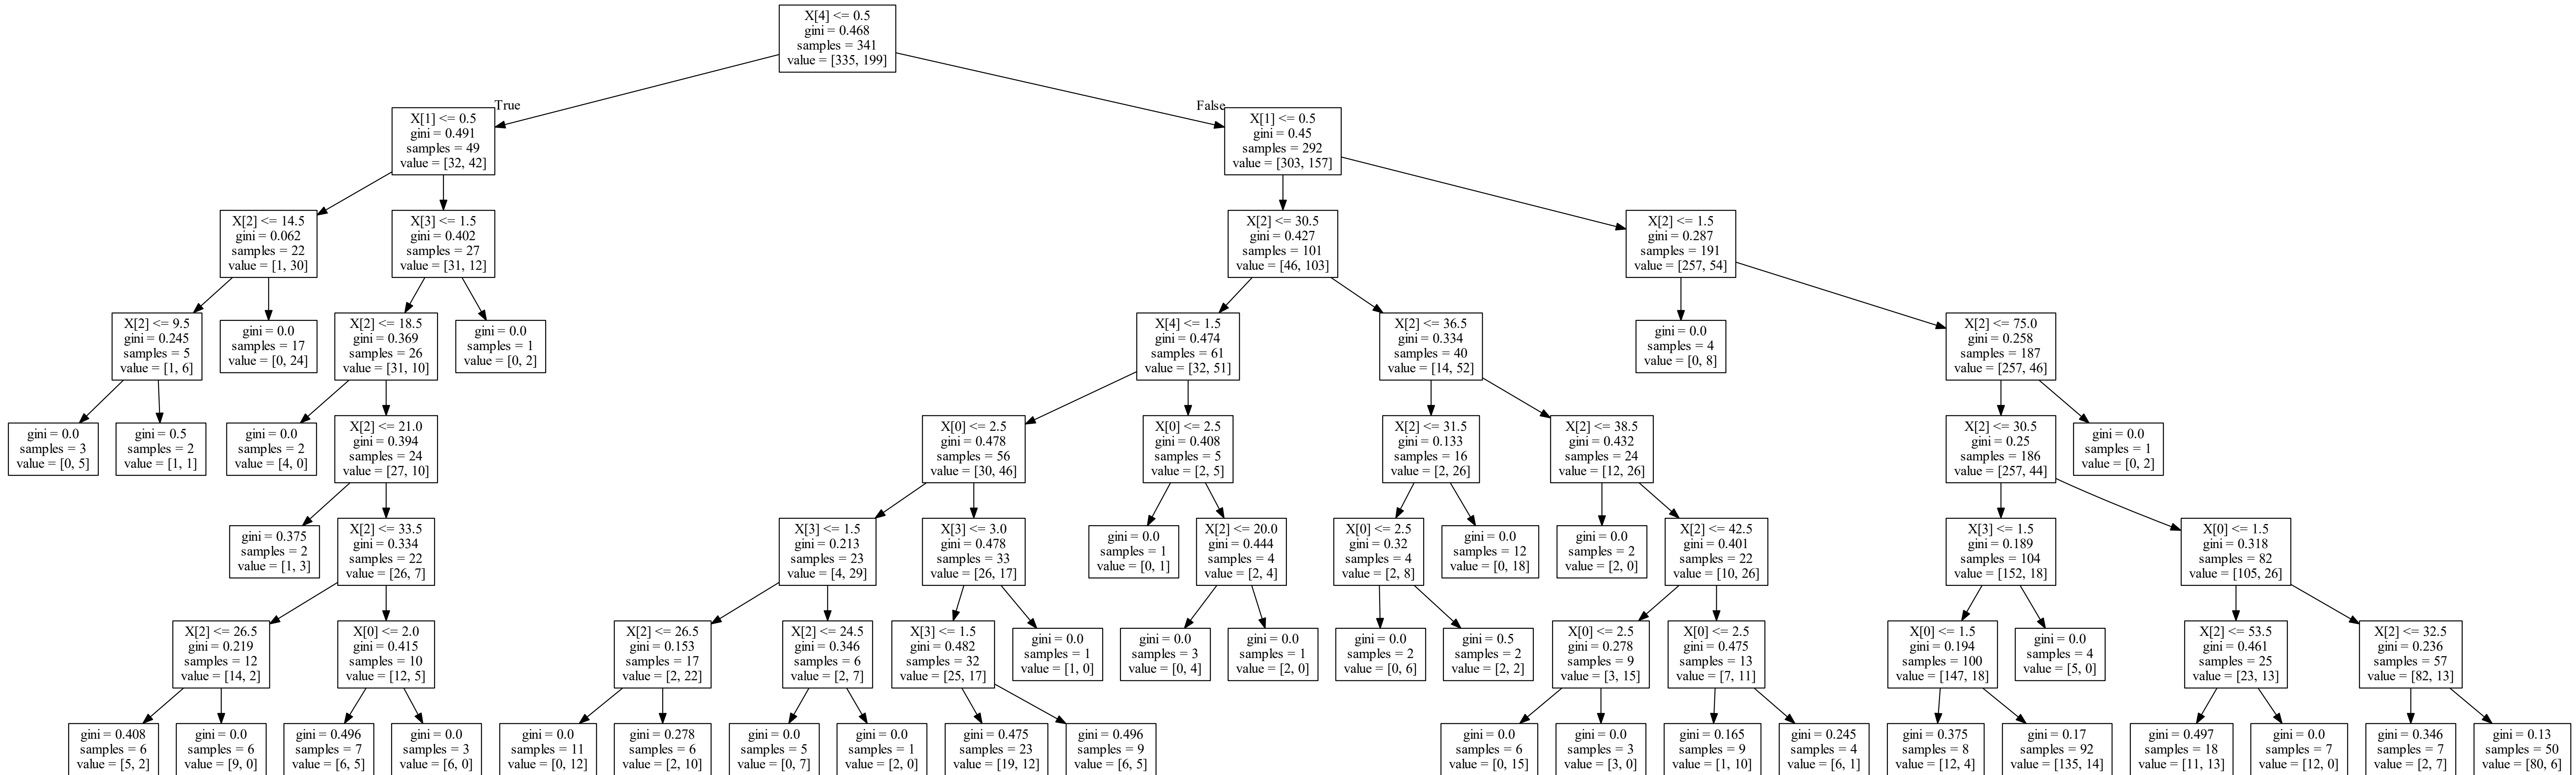 X[4] <= 0.5
gini = 0.468
samples = 341
value = [335, 199]
True
False
X[1] <= 0.5
gini = 0.491
samples = 49
value = [32, 42]
X[1] <= 0.5
gini = 0.45
samples = 292
value = [303, 157]
X[2] <= 14.5
gini = 0.062
samples = 22
value = [1, 30]
X[3] <= 1.5
gini = 0.402
samples = 27
value = [31, 12]
X[2] <= 30.5
gini = 0.427
samples = 101
value = [46, 103]
X[2] <= 1.5
gini = 0.287
samples = 191
value = [257, 54]
X[2] <= 9.5
gini = 0.245
samples = 5
value = [1, 6]
gini = 0.0
samples = 17
value = [0, 24]
X[2] <= 18.5
gini = 0.369
samples = 26
value = [31, 10]
gini = 0.0
samples = 1
value = [0, 2]
X[4] <= 1.5
gini = 0.474
samples = 61
value = [32, 51]
X[2] <= 36.5
gini = 0.334
samples = 40
value = [14, 52]
gini = 0.0
samples = 4
value = [0, 8]
X[2] <= 75.0
gini = 0.258
samples = 187
value = [257, 46]
gini = 0.0
samples = 3
value = [0, 5]
gini = 0.5
samples = 2
value = [1, 1]
gini = 0.0
samples = 2
value = [4, 0]
X[2] <= 21.0
gini = 0.394
samples = 24
value = [27, 10]
X[0] <= 2.5
gini = 0.478
samples = 56
value = [30, 46]
X[0] <= 2.5
gini = 0.408
samples = 5
value = [2, 5]
X[2] <= 31.5
gini = 0.133
samples = 16
value = [2, 26]
X[2] <= 38.5
gini = 0.432
samples = 24
value = [12, 26]
X[2] <= 30.5
gini = 0.25
samples = 186
value = [257, 44]
gini = 0.0
samples = 1
value = [0, 2]
gini = 0.375
samples = 2
value = [1, 3]
X[2] <= 33.5
gini = 0.334
samples = 22
value = [26, 7]
X[3] <= 1.5
gini = 0.213
samples = 23
value = [4, 29]
X[3] <= 3.0
gini = 0.478
samples = 33
value = [26, 17]
gini = 0.0
samples = 1
value = [0, 1]
X[2] <= 20.0
gini = 0.444
samples = 4
value = [2, 4]
X[0] <= 2.5
gini = 0.32
samples = 4
value = [2, 8]
gini = 0.0
samples = 12
value = [0, 18]
gini = 0.0
samples = 2
value = [2, 0]
X[2] <= 42.5
gini = 0.401
samples = 22
value = [10, 26]
X[3] <= 1.5
gini = 0.189
samples = 104
value = [152, 18]
X[0] <= 1.5
gini = 0.318
samples = 82
value = [105, 26]
X[2] <= 26.5
gini = 0.219
samples = 12
value = [14, 2]
X[0] <= 2.0
gini = 0.415
samples = 10
value = [12, 5]
X[2] <= 26.5
gini = 0.153
samples = 17
value = [2, 22]
X[2] <= 24.5
gini = 0.346
samples = 6
value = [2, 7]
X[3] <= 1.5
gini = 0.482
samples = 32
value = [25, 17]
gini = 0.0
samples = 1
value = [1, 0]
gini = 0.0
samples = 3
value = [0, 4]
gini = 0.0
samples = 1
value = [2, 0]
gini = 0.0
samples = 2
value = [0, 6]
gini = 0.5
samples = 2
value = [2, 2]
X[0] <= 2.5
gini = 0.278
samples = 9
value = [3, 15]
X[0] <= 2.5
gini = 0.475
samples = 13
value = [7, 11]
X[0] <= 1.5
gini = 0.194
samples = 100
value = [147, 18]
gini = 0.0
samples = 4
value = [5, 0]
X[2] <= 53.5
gini = 0.461
samples = 25
value = [23, 13]
X[2] <= 32.5
gini = 0.236
samples = 57
value = [82, 13]
gini = 0.408
samples = 6
value = [5, 2]
gini = 0.0
samples = 6
value = [9, 0]
gini = 0.496
samples = 7
value = [6, 5]
gini = 0.0
samples = 3
value = [6, 0]
gini = 0.0
samples = 11
value = [0, 12]
gini = 0.278
samples = 6
value = [2, 10]
gini = 0.0
samples = 5
value = [0, 7]
gini = 0.0
samples = 1
value = [2, 0]
gini = 0.475
samples = 23
value = [19, 12]
gini = 0.496
samples = 9
value = [6, 5]
gini = 0.0
samples = 6
value = [0, 15]
gini = 0.0
samples = 3
value = [3, 0]
gini = 0.165
samples = 9
value = [1, 10]
gini = 0.245
samples = 4
value = [6, 1]
gini = 0.375
samples = 8
value = [12, 4]
gini = 0.17
samples = 92
value = [135, 14]
gini = 0.497
samples = 18
value = [11, 13]
gini = 0.0
samples = 7
value = [12, 0]
gini = 0.346
samples = 7
value = [2, 7]
gini = 0.13
samples = 50
value = [80, 6]